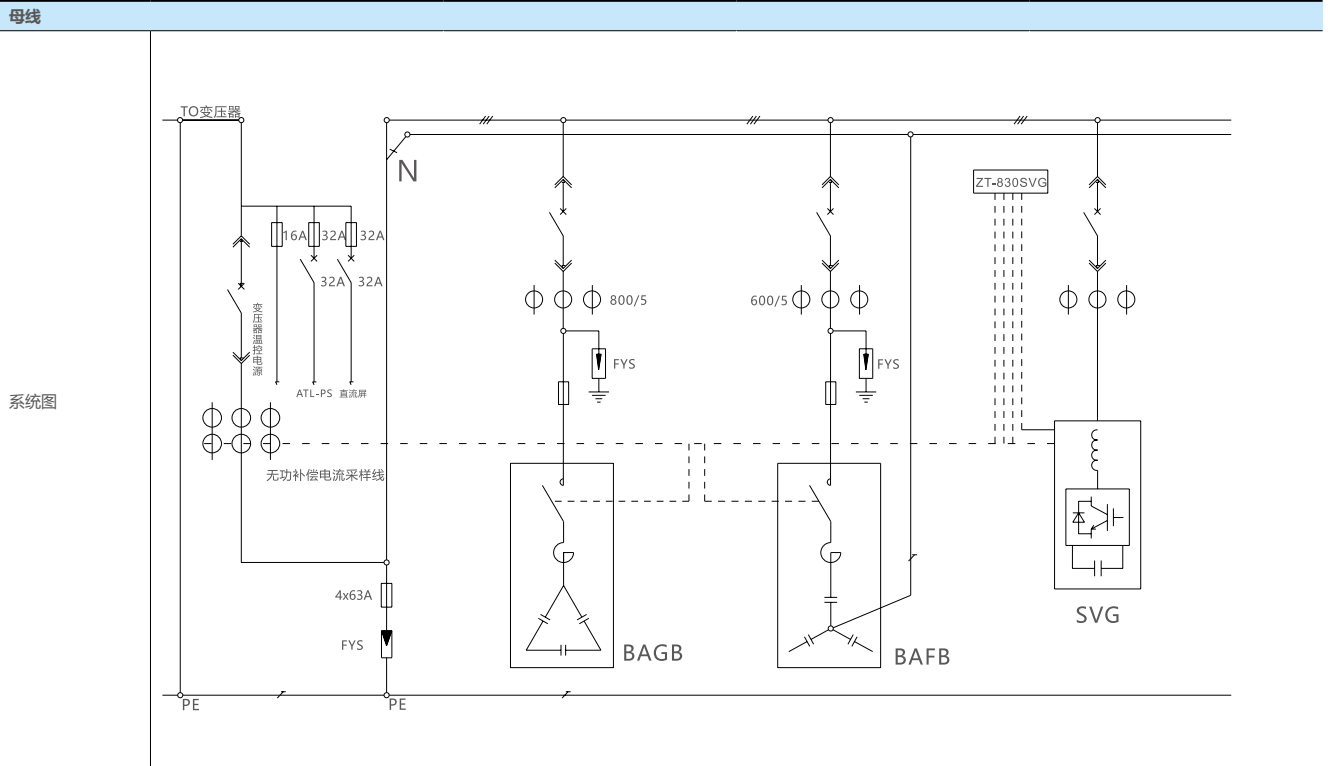 母线
系统图
TO变压器
N
ZT-830SVG
16A
32A
32A
32A
32A
变压器温控电源
ATL-PS
直流屏
800/5
600/5
FYS
FYS
无功补偿电流采样线
4x63A
FYS
BAGB
BAFB
SVG
PE
PE